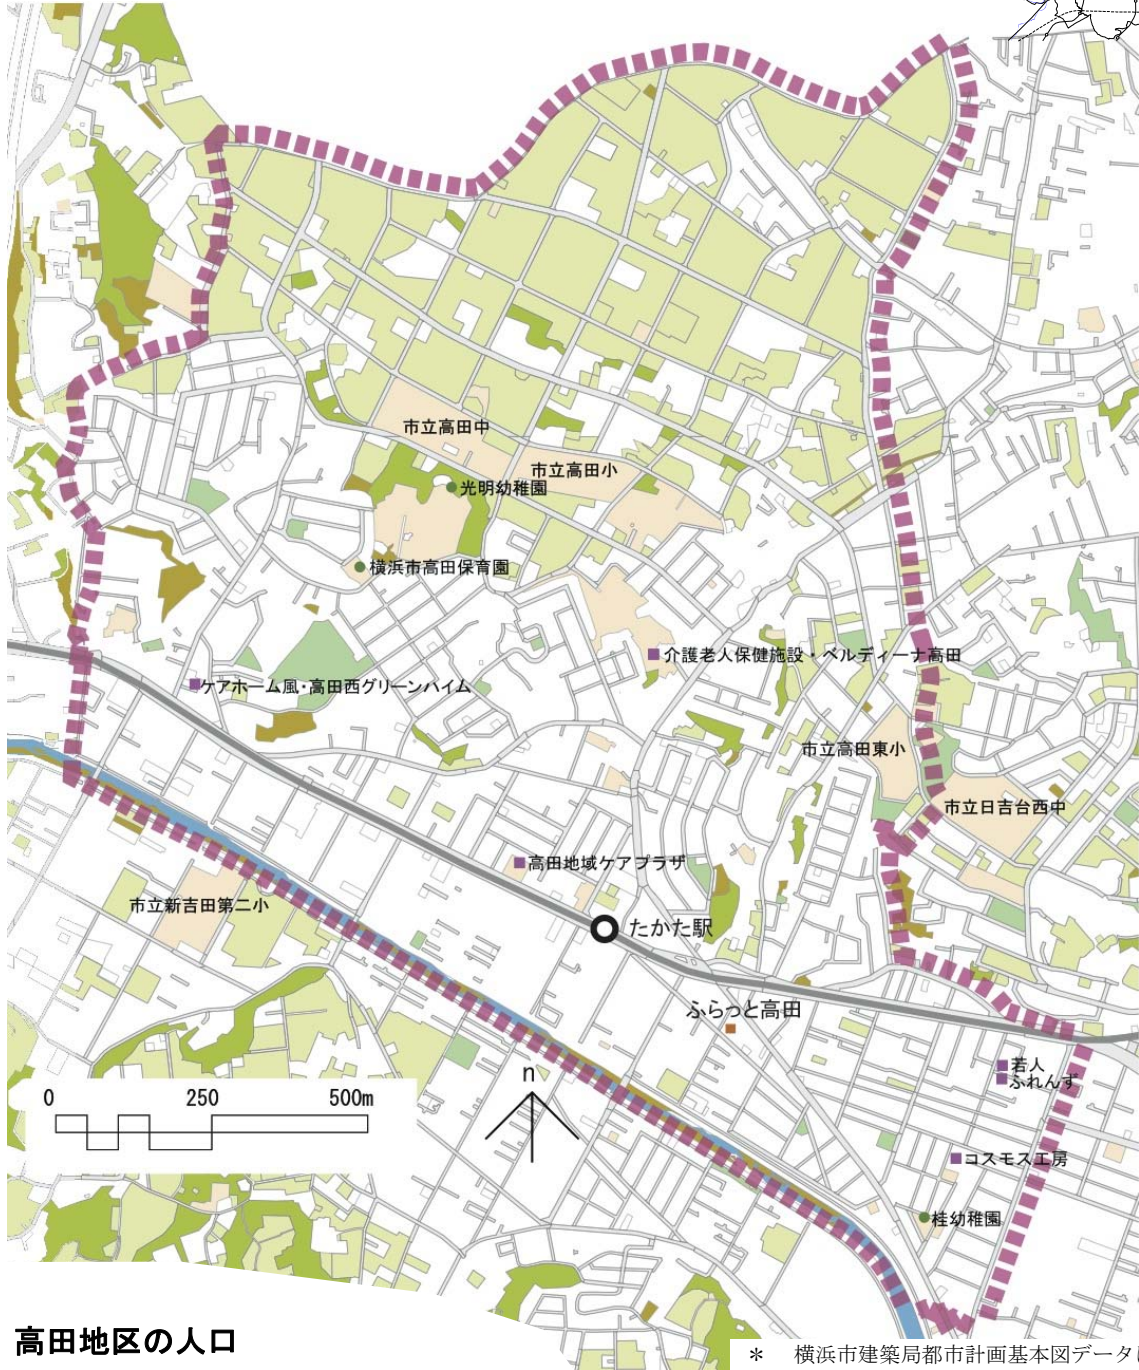 市立高田中
市立高田小
光明幼稚園
横浜市高田保育園
介護老人保健施設・ベルディーナ高田
ケアホーム風・高田西グリーンハイム
市立高田東小
市立日吉台西中
高田地域ケアプラザ
市立新吉田第二小
たかた駅
ふらっと高田
若人
ふれんず
n
0 250 500m
コスモス工房
桂幼稚園
高田地区の人口
* 横浜市建築局都市計画基本図データ